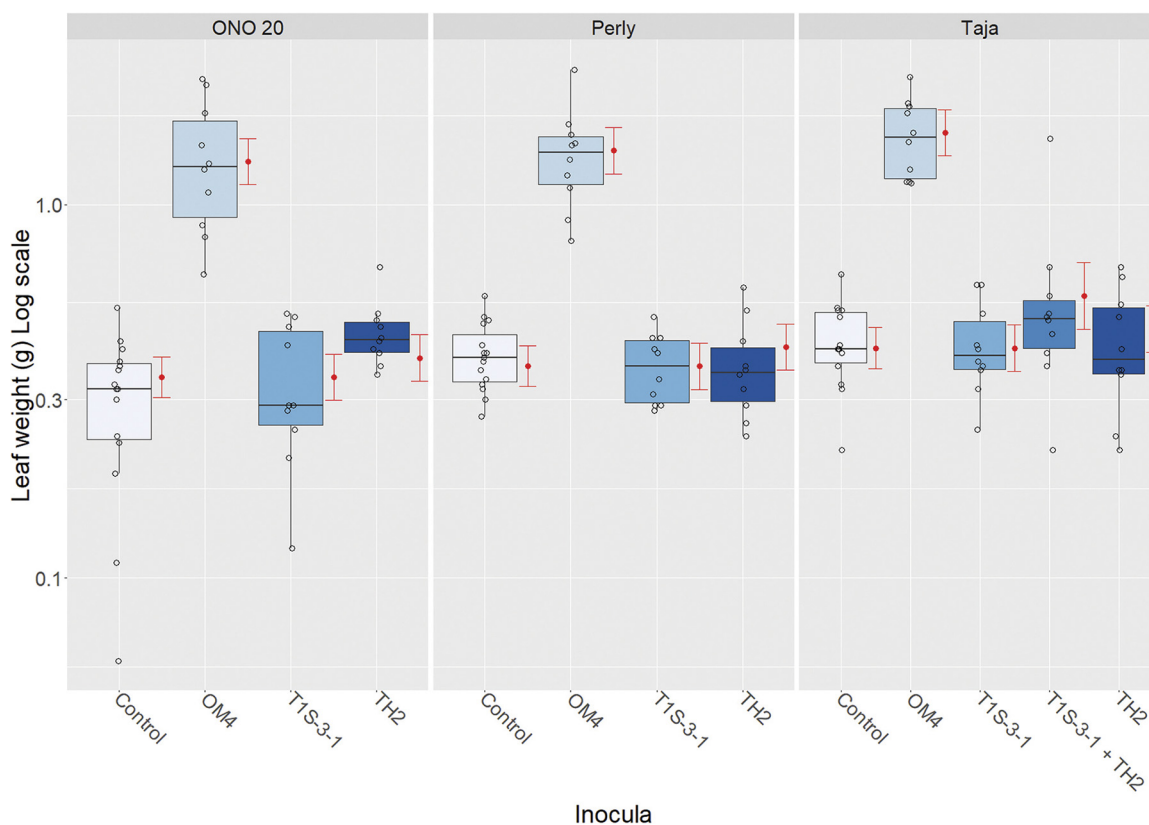 ONO 20
Perly
Taja
Leaf weight (g) Log scale
1.0
0.3
0.1
Control
OM4
T1S-3-1
TH2
Control
OM4
T1S-3-1
TH2
Control
OM4
T1S-3-1
T1S-3-1 + TH2
TH2
Inocula